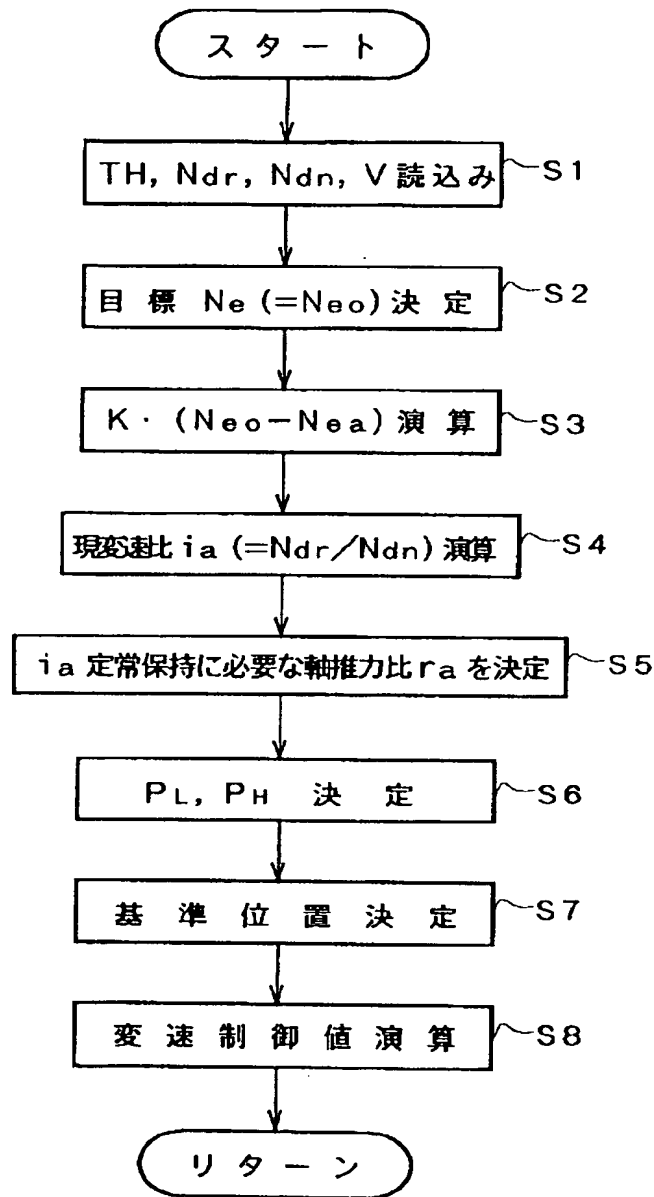 スタート
TH, Ndr, Ndn, V 読込み S1
目標 Ne (=Neo) 決定 S2
K・(Neo−Nea) 演算 S3
現変速比 ia (=Ndr/Ndn) 演算 S4
ia 定常保持に必要な軸推力比 ra を決定 S5
PL, PH 決定 S6
基準位置決定 S7
変速制御値演算 S8
リターン